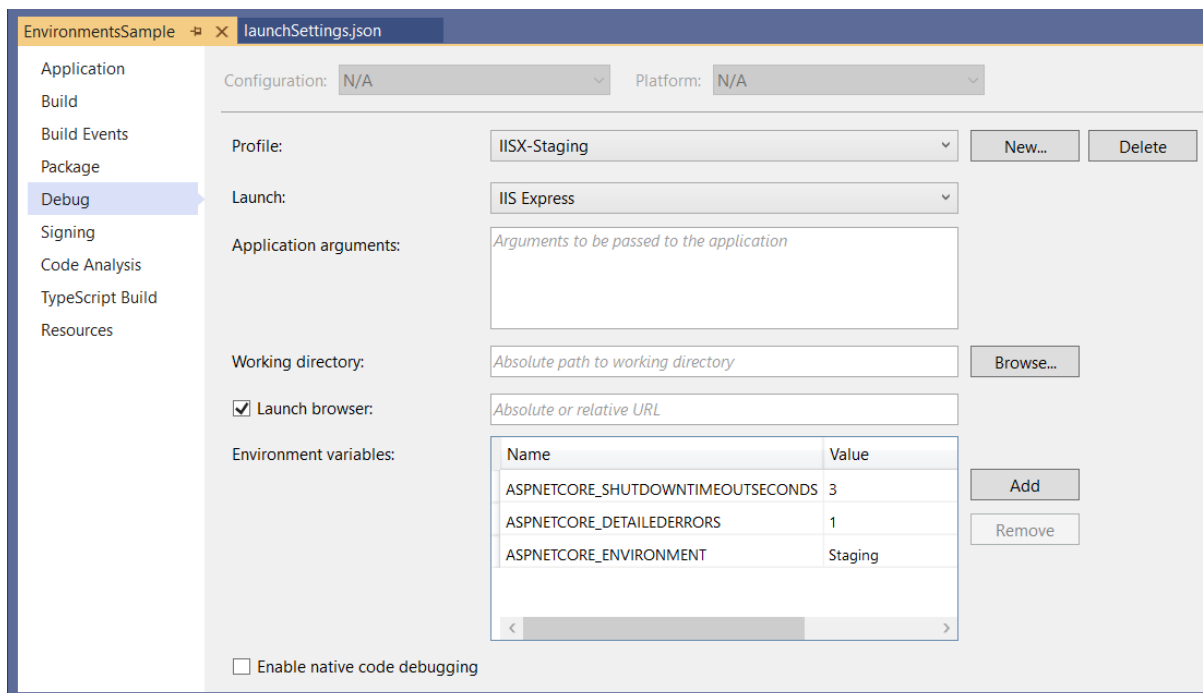 EnvironmentsSample launchSettings.json
Application
Build
Build Events
Package
Debug
Signing
Code Analysis
TypeScript Build
Resources
Configuration: N/A Platform: N/A
Profile: IISX-Staging New... Delete
Launch: IIS Express
Application arguments: Arguments to be passed to the application
Working directory: Absolute path to working directory Browse...
Launch browser: Absolute or relative URL
Environment variables: Name Value
ASPNETCORE_SHUTDOWNTIMEOUTSECONDS 3 Add
ASPNETCORE_DETAILEDERRORS 1 Remove
ASPNETCORE_ENVIRONMENT Staging
Enable native code debugging